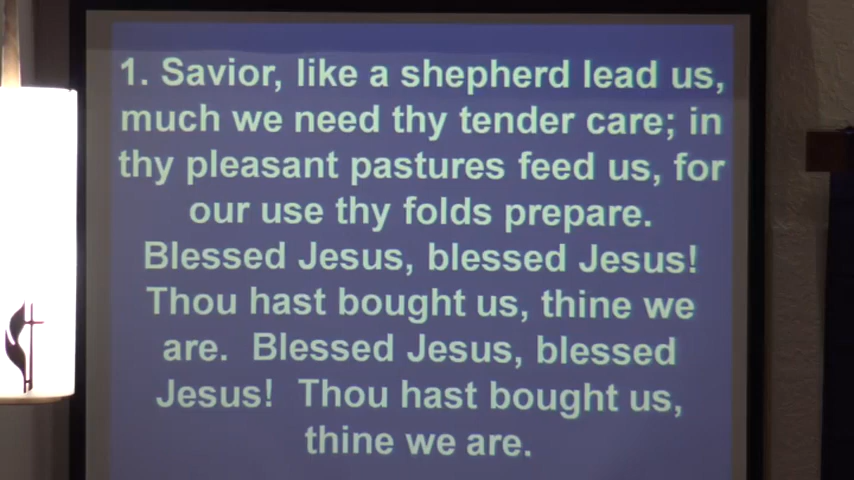 1. Savior, like a shepherd lead us,
much we need thy tender care; in
thy pleasant pastures feed us, for
our use thy folds prepare.
Blessed Jesus, blessed Jesus!
Thou hast bought us, thine we
are.  Blessed Jesus, blessed
Jesus!  Thou hast bought us,
thine we are.